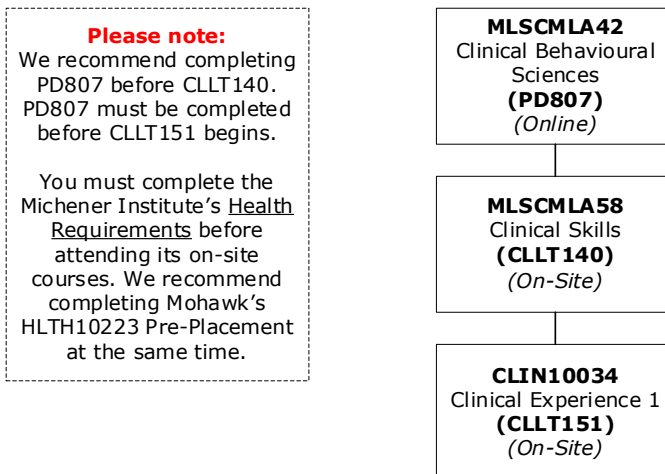 Please note:
We recommend completing
PD807 before CLLT140.
PD807 must be completed
before CLLT151 begins.
You must complete the
Michener Institute’s Health
Requirements before
attending its on-site
courses. We recommend
completing Mohawk’s
HLTH10223 Pre-Placement
at the same time.
MLSCMLA42
Clinical Behavioural
Sciences
(PD807)
(Online)
MLSCMLA58
Clinical Skills
(CLLT140)
(On-Site)
CLIN10034
Clinical Experience 1
(CLLT151)
(On-Site)